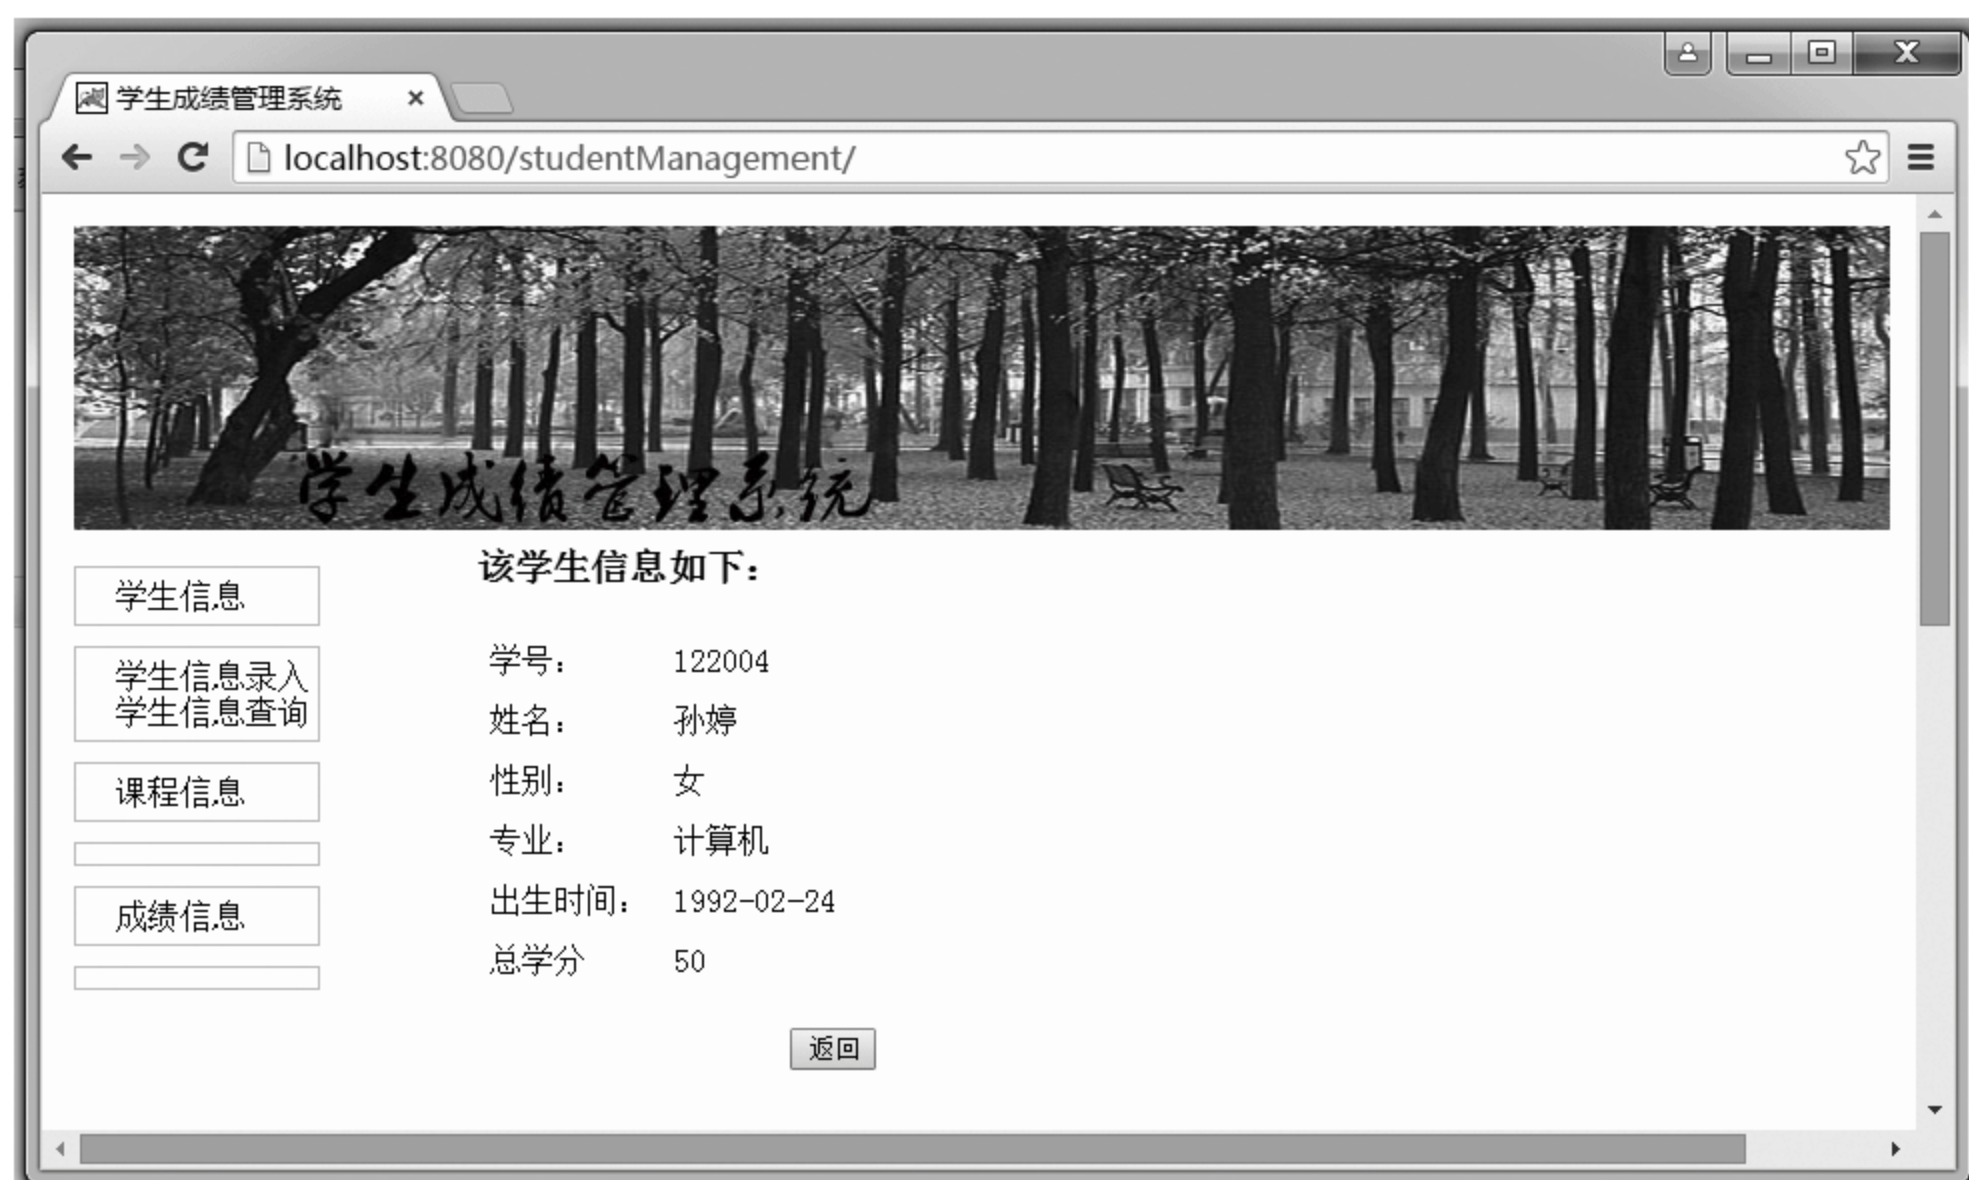 学生成绩管理系统
localhost:8080/studentManagement/
学生成绩管理系统
该学生信息如下：
学生信息
学生信息录入
学生信息查询
课程信息
成绩信息
学号： 122004
姓名： 孙婷
性别： 女
专业： 计算机
出生时间： 1992-02-24
总学分 50
返回